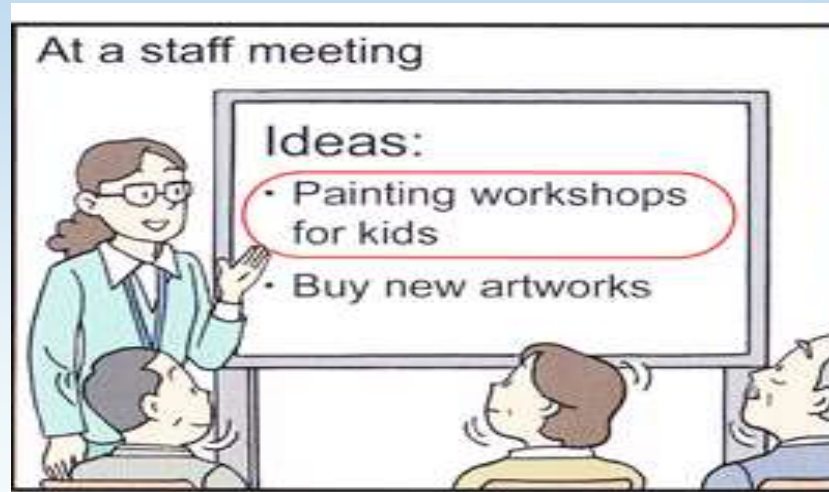 At a staff meeting
Ideas:
・Painting workshops
for kids
・Buy new artworks